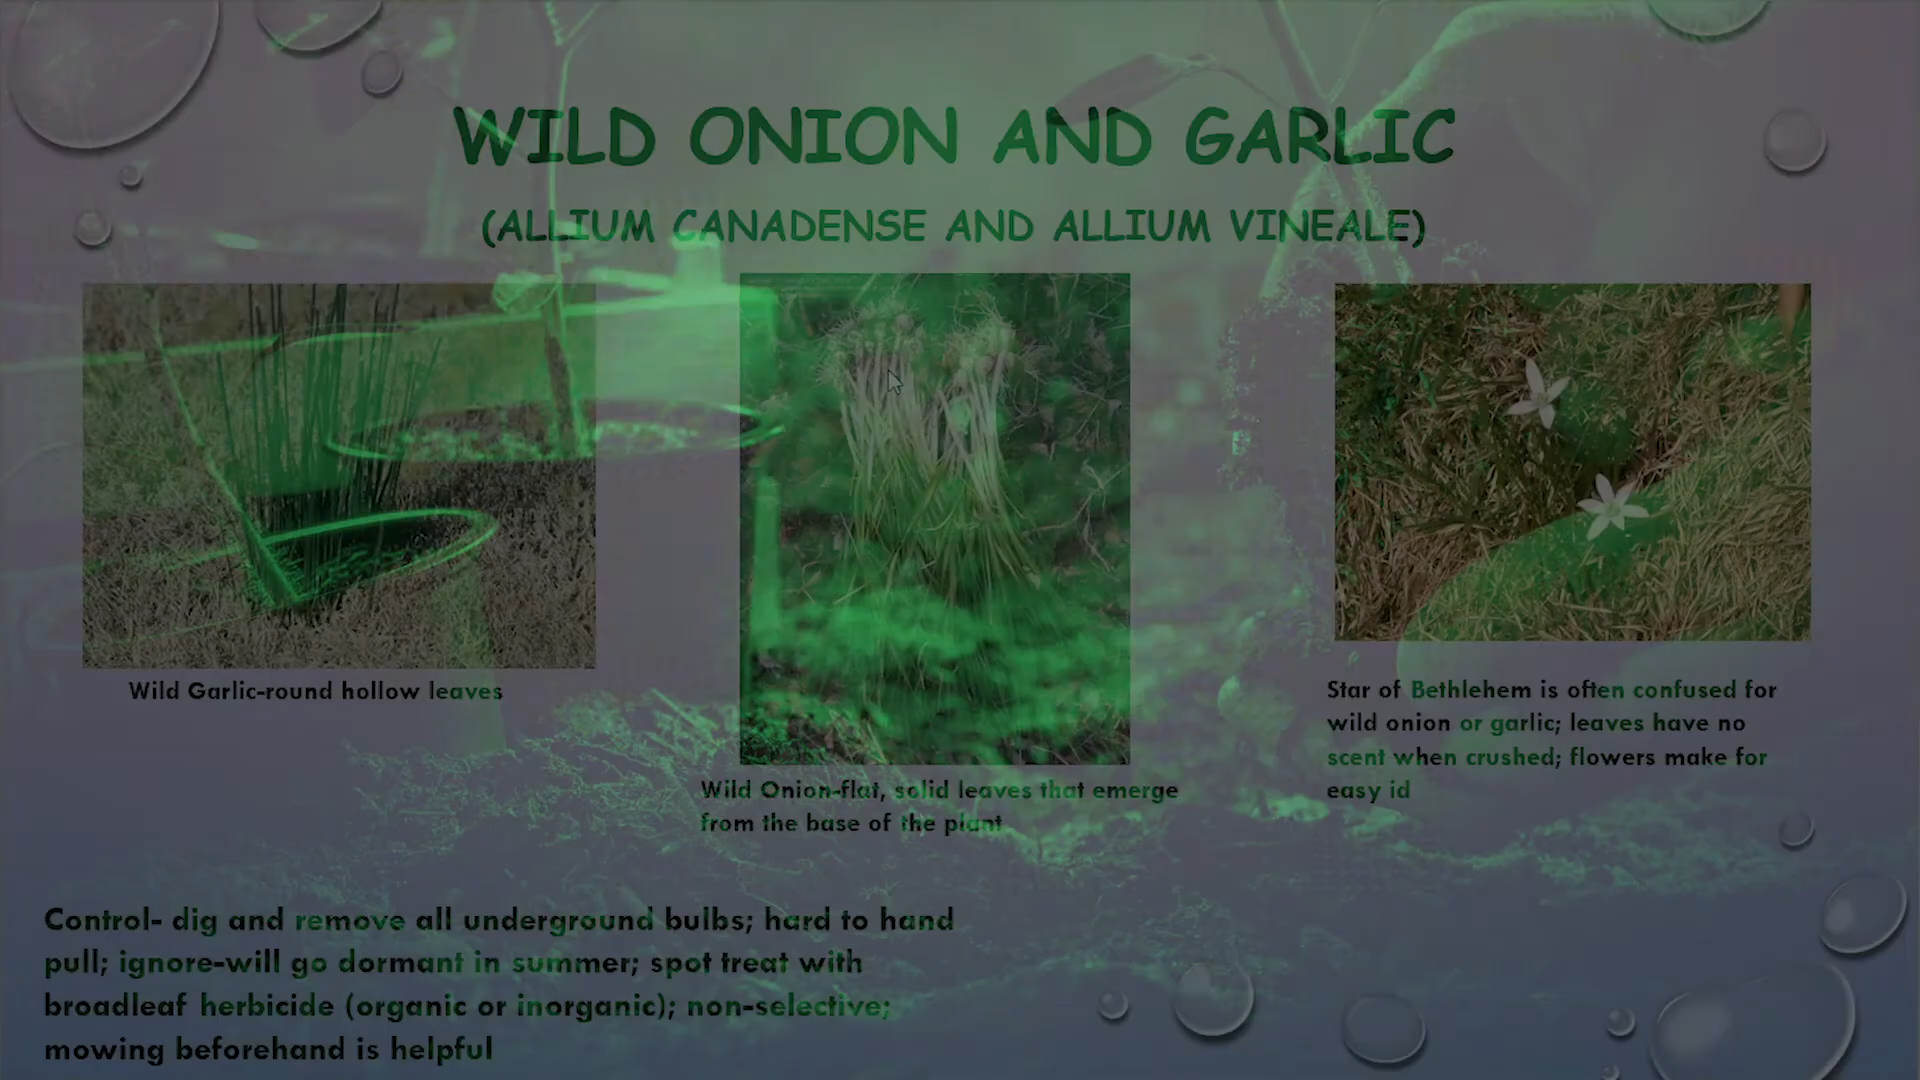 WILD ONION AND GARLIC
(ALLIUM CANADENSE AND ALLIUM VINEALE)
Wild Garlic-round hollow leaves
Wild Onion-flat, solid leaves that emerge
from the base of the plant
Star of Bethlehem is often confused for
wild onion or garlic; leaves have no
scent when crushed; flowers make for
easy id
Control- dig and remove all underground bulbs; hard to hand
pull; ignore-will go dormant in summer; spot treat with
broadleaf herbicide (organic or inorganic); non-selective;
mowing beforehand is helpful